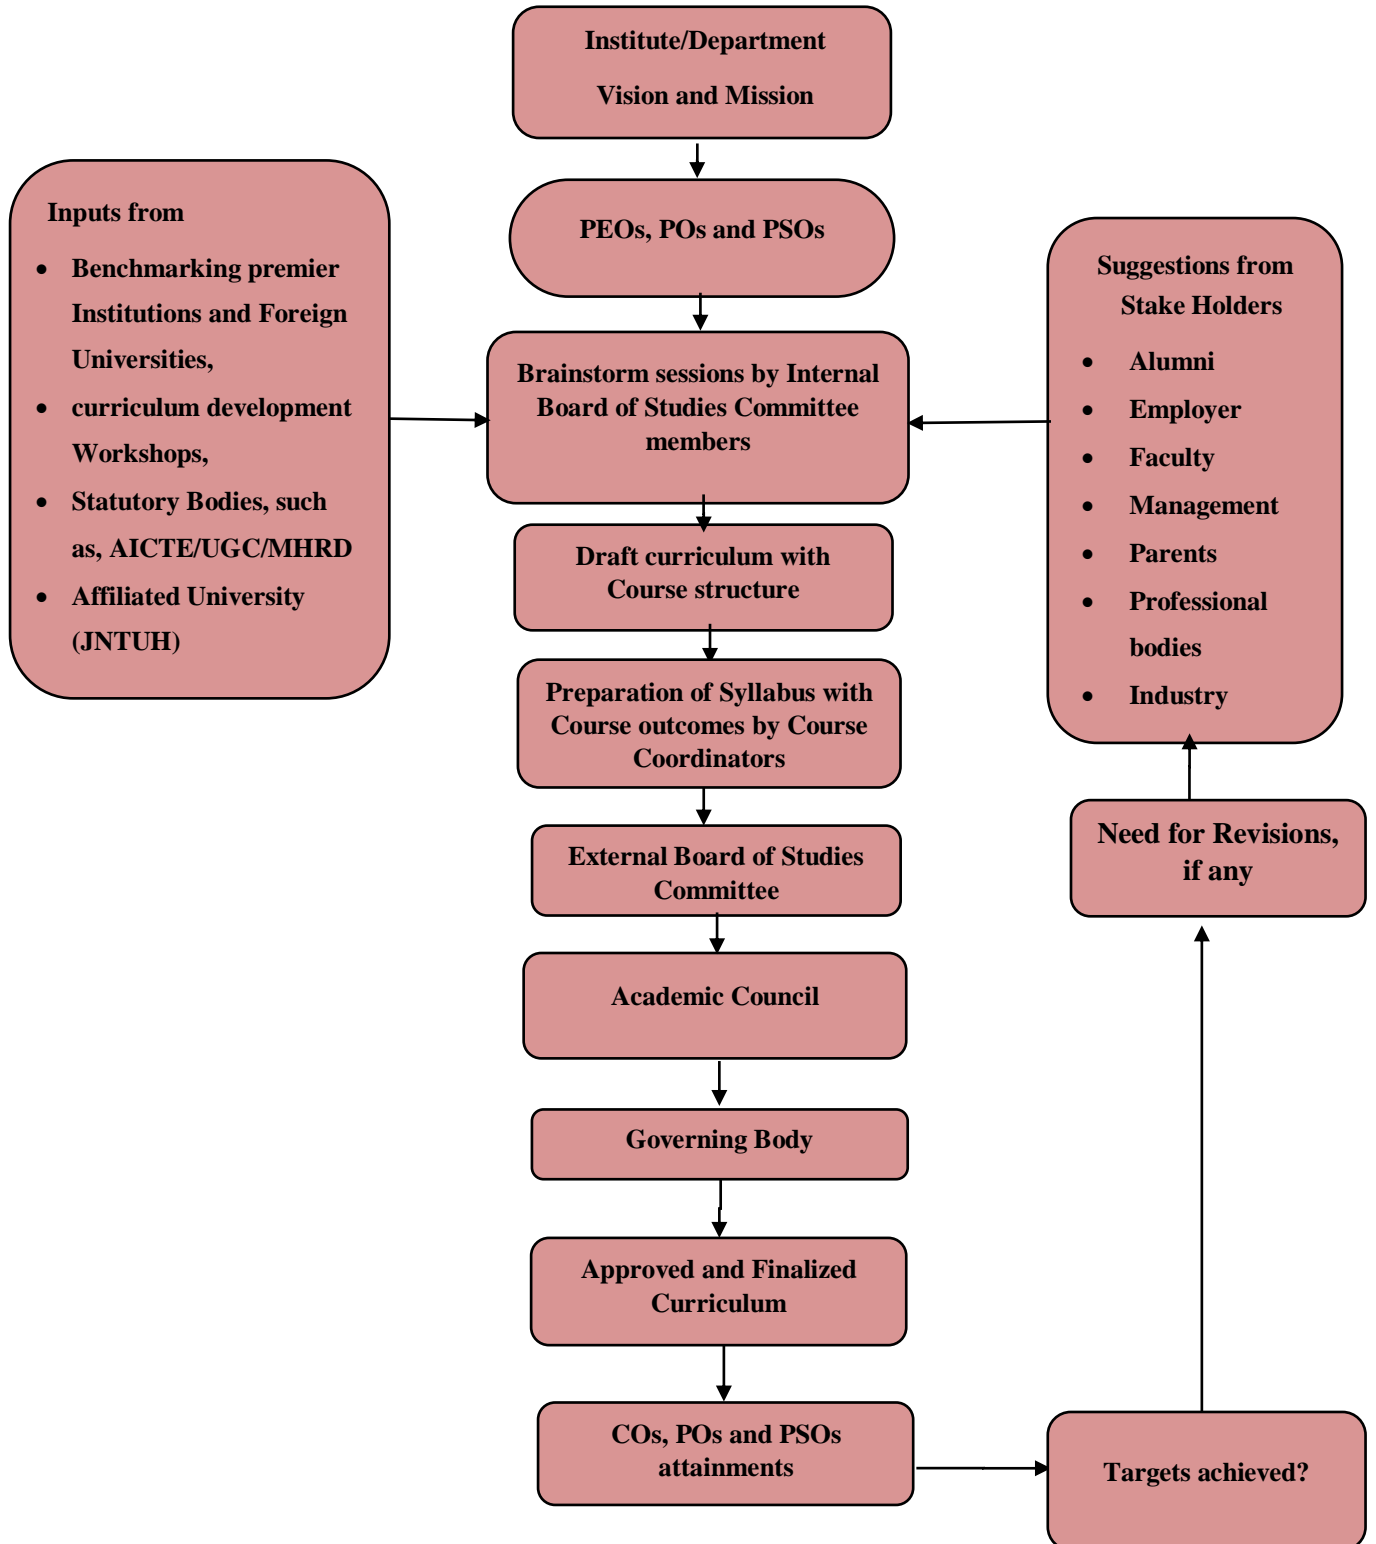 Institute/Department
Vision and Mission
PEOs, POs and PSOs
Inputs from
• Benchmarking premier
Institutions and Foreign
Universities,
• curriculum development
Workshops,
• Statutory Bodies, such
as, AICTE/UGC/MHRD
• Affiliated University
(JNTUH)
Brainstorm sessions by Internal
Board of Studies Committee
members
Suggestions from
Stake Holders
• Alumni
• Employer
• Faculty
• Management
• Parents
• Professional
bodies
• Industry
Draft curriculum with
Course structure
Preparation of Syllabus with
Course outcomes by Course
Coordinators
External Board of Studies
Committee
Need for Revisions,
if any
Academic Council
Governing Body
Approved and Finalized
Curriculum
COs, POs and PSOs
attainments
Targets achieved?